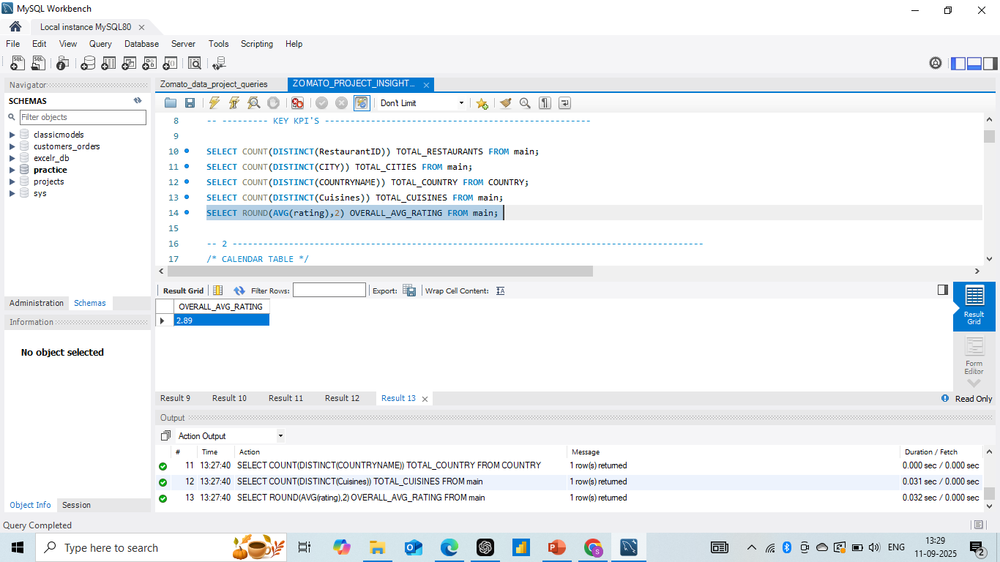 MySQL Workbench
Local instance MySQL80
File Edit View Query Database Server Tools Scripting Help
Navigator
SCHEMAS
Filter objects
classicmodels
customers_orders
excelr_db
practice
projects
sys
Administration Schemas
Information
No object selected
Object Info Session
Zomato_data_project_queries ZOMATO_PROJECT_INSIGHT...
Don't Limit
8 -- ---------- KEY KPI'S ----------------------------------------------------
9
10 SELECT COUNT(DISTINCT(RestaurantID)) TOTAL_RESTAURANTS FROM main;
11 SELECT COUNT(DISTINCT(CITY)) TOTAL_CITIES FROM main;
12 SELECT COUNT(DISTINCT(COUNTRYNAME)) TOTAL_COUNTRY FROM COUNTRY;
13 SELECT COUNT(DISTINCT(Cuisines)) TOTAL_CUISINES FROM main;
14 SELECT ROUND(AVG(rating),2) OVERALL_AVG_RATING FROM main;
15
16 -- 2 --------------------------------------------------------------------------------------------
17 /* CALENDAR TABLE */
Result Grid Filter Rows: Export: Wrap Cell Content:
OVERALL_AVG_RATING
2.89
Result Grid
Form Editor
Result 9 Result 10 Result 11 Result 12 Result 13
Read Only
Output
Action Output
# Time Action Message Duration / Fetch
11 13:27:40 SELECT COUNT(DISTINCT(COUNTRYNAME)) TOTAL_COUNTRY FROM COUNTRY 1 row(s) returned 0.000 sec / 0.000 sec
12 13:27:40 SELECT COUNT(DISTINCT(Cuisines)) TOTAL_CUISINES FROM main 1 row(s) returned 0.031 sec / 0.000 sec
13 13:27:40 SELECT ROUND(AVG(rating),2) OVERALL_AVG_RATING FROM main 1 row(s) returned 0.032 sec / 0.000 sec
Query Completed
Type here to search
ENG
13:29
11-09-2025
2